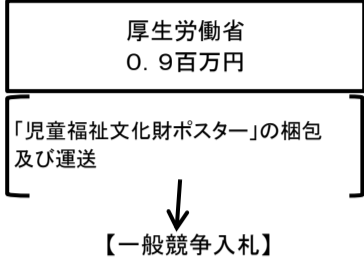 厚生労働省
０．９百万円
「児童福祉文化財ポスター」の梱包
及び運送
【一般競争入札】